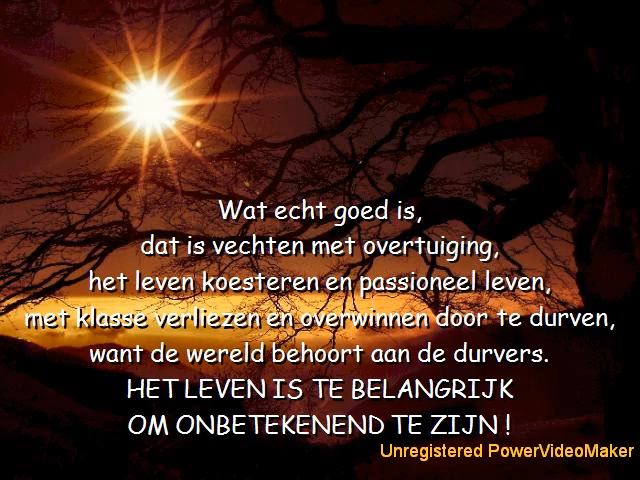 Wat echt goed is,
dat is vechten met overtuiging,
het leven koesteren en passioneel leven,
met klasse verliezen en overwinnen door te durven,
want de wereld behoort aan de durvers.
HET LEVEN IS TE BELANGRIJK
OM ONBETEKENEND TE ZIJN !
Unregistered PowerVideoMaker